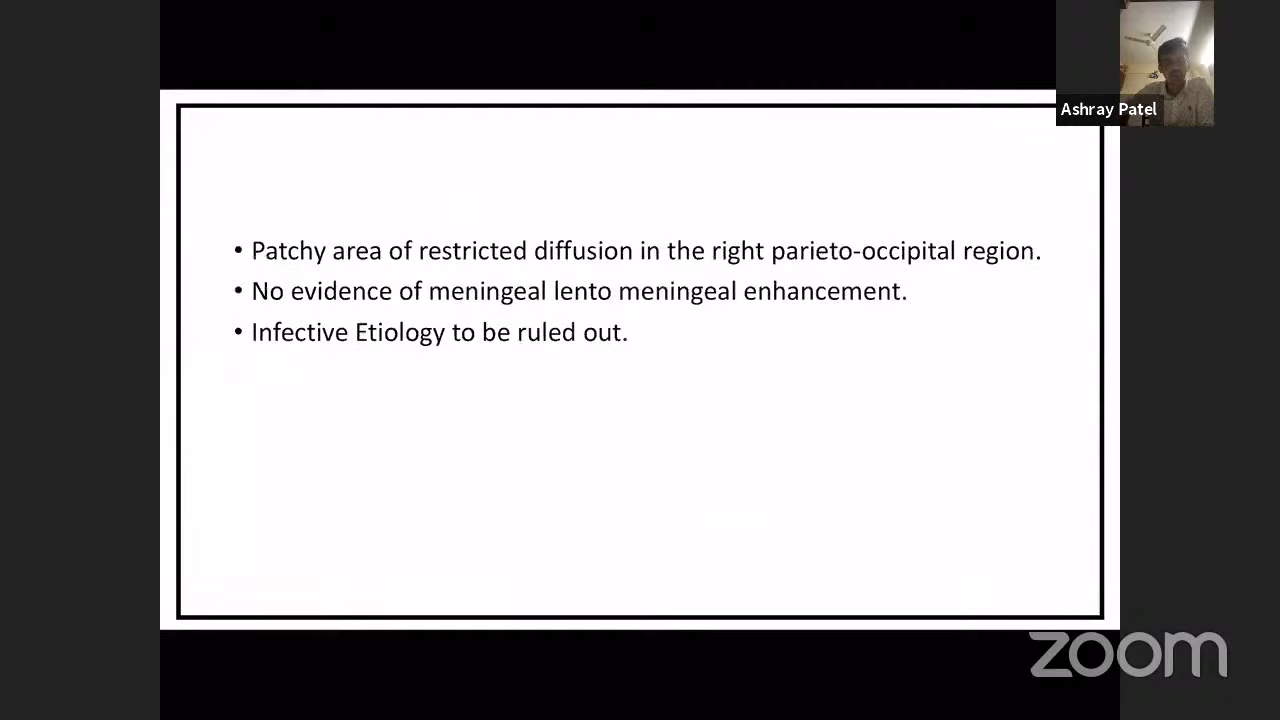 Ashray Patel
• Patchy area of restricted diffusion in the right parieto-occipital region.
• No evidence of meningeal lento meningeal enhancement.
• Infective Etiology to be ruled out.
zoom